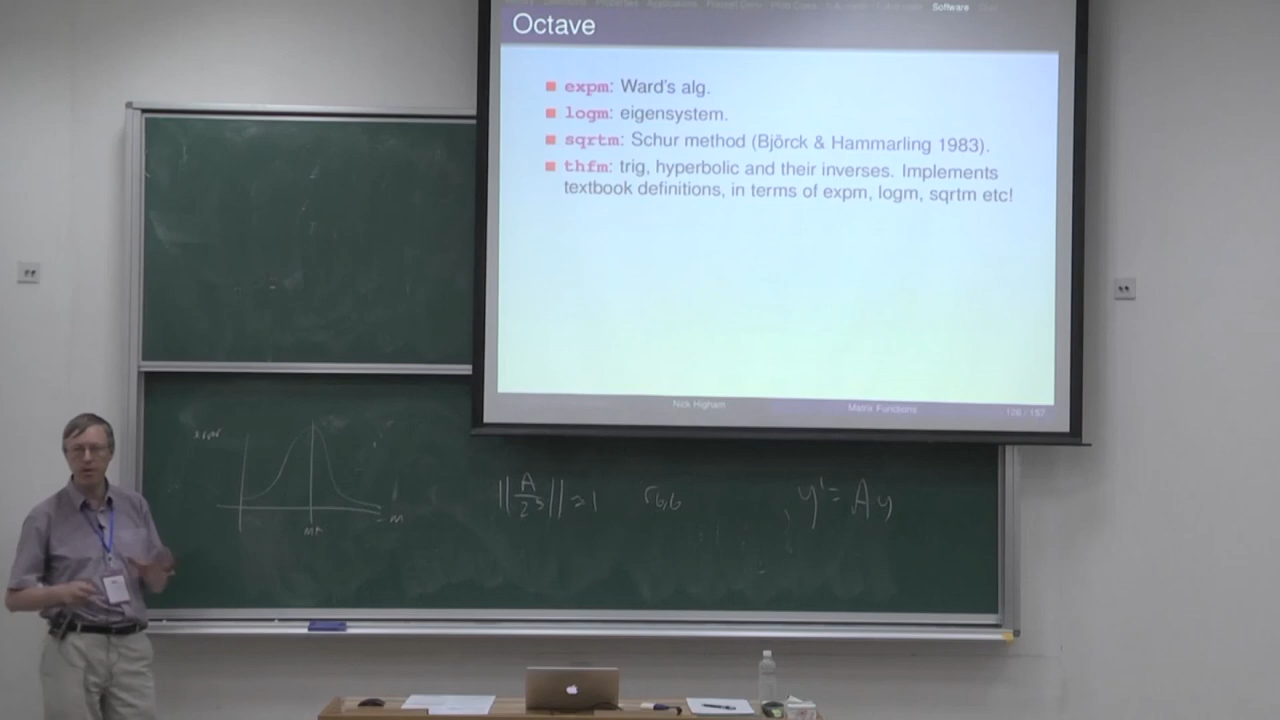 Software
Octave
expm: Ward's alg.
logm: eigensystem.
sqrtm: Schur method (Björck & Hammarling 1983).
thfm: trig, hyperbolic and their inverses. Implements
textbook definitions, in terms of expm, logm, sqrtm etc!
Nick Higham
Matrix Functions
126 / 157
y' = Ay